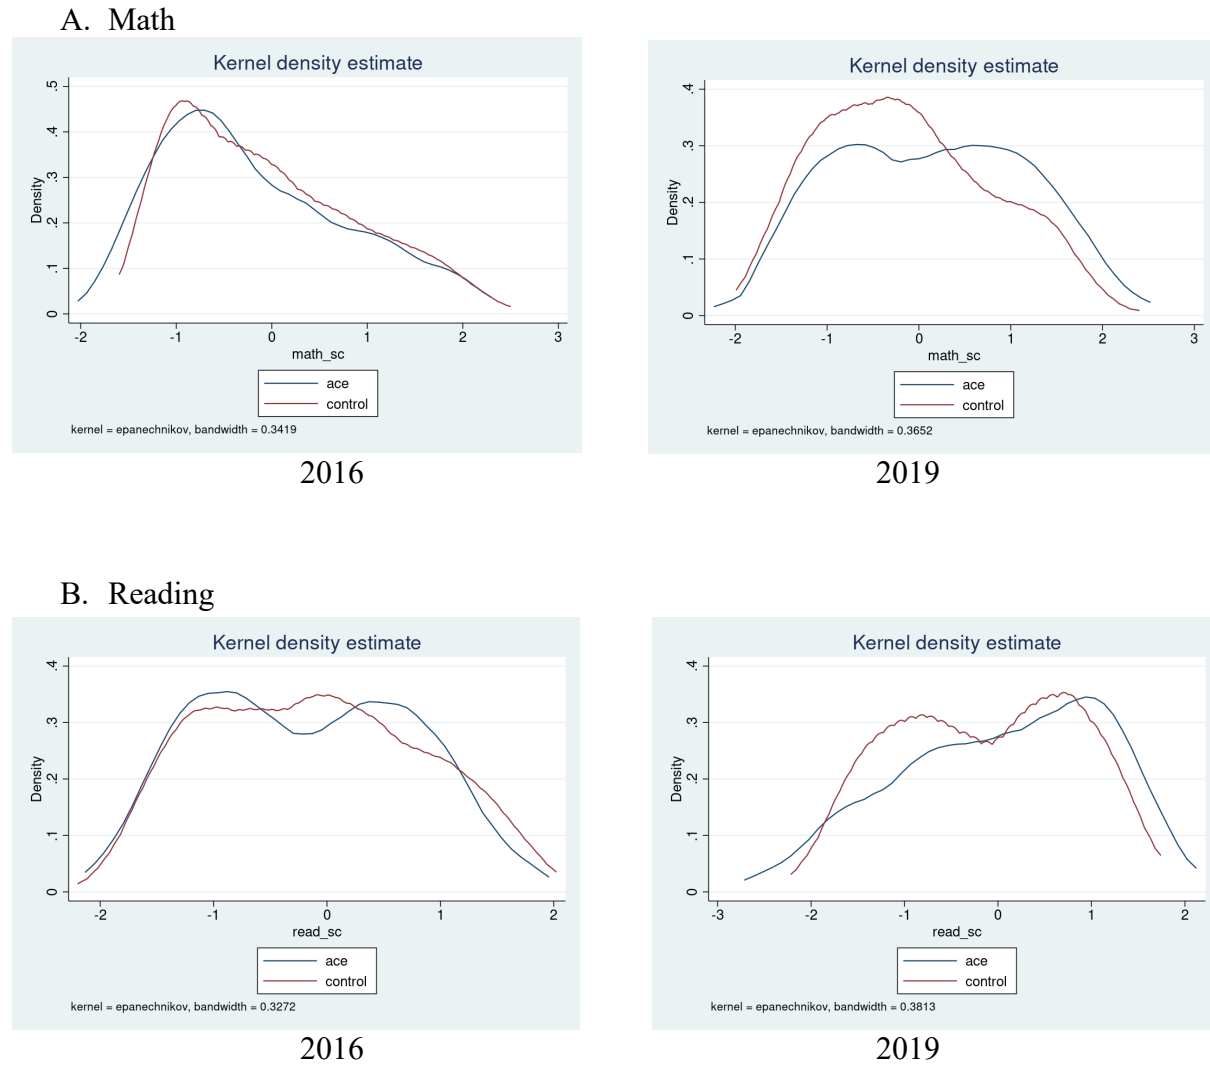 A. Math
Kernel density estimate
Density
0
.1
.2
.3
.4
.5
-2
-1
0
1
2
3
math_sc
ace
control
kernel = epanechnikov, bandwidth = 0.3419
2016
Kernel density estimate
Density
0
.1
.2
.3
.4
-2
-1
0
1
2
3
math_sc
ace
control
kernel = epanechnikov, bandwidth = 0.3652
2019
B. Reading
Kernel density estimate
Density
0
.1
.2
.3
.4
-2
-1
0
1
2
read_sc
ace
control
kernel = epanechnikov, bandwidth = 0.3272
2016
Kernel density estimate
Density
0
.1
.2
.3
.4
-3
-2
-1
0
1
2
read_sc
ace
control
kernel = epanechnikov, bandwidth = 0.3813
2019